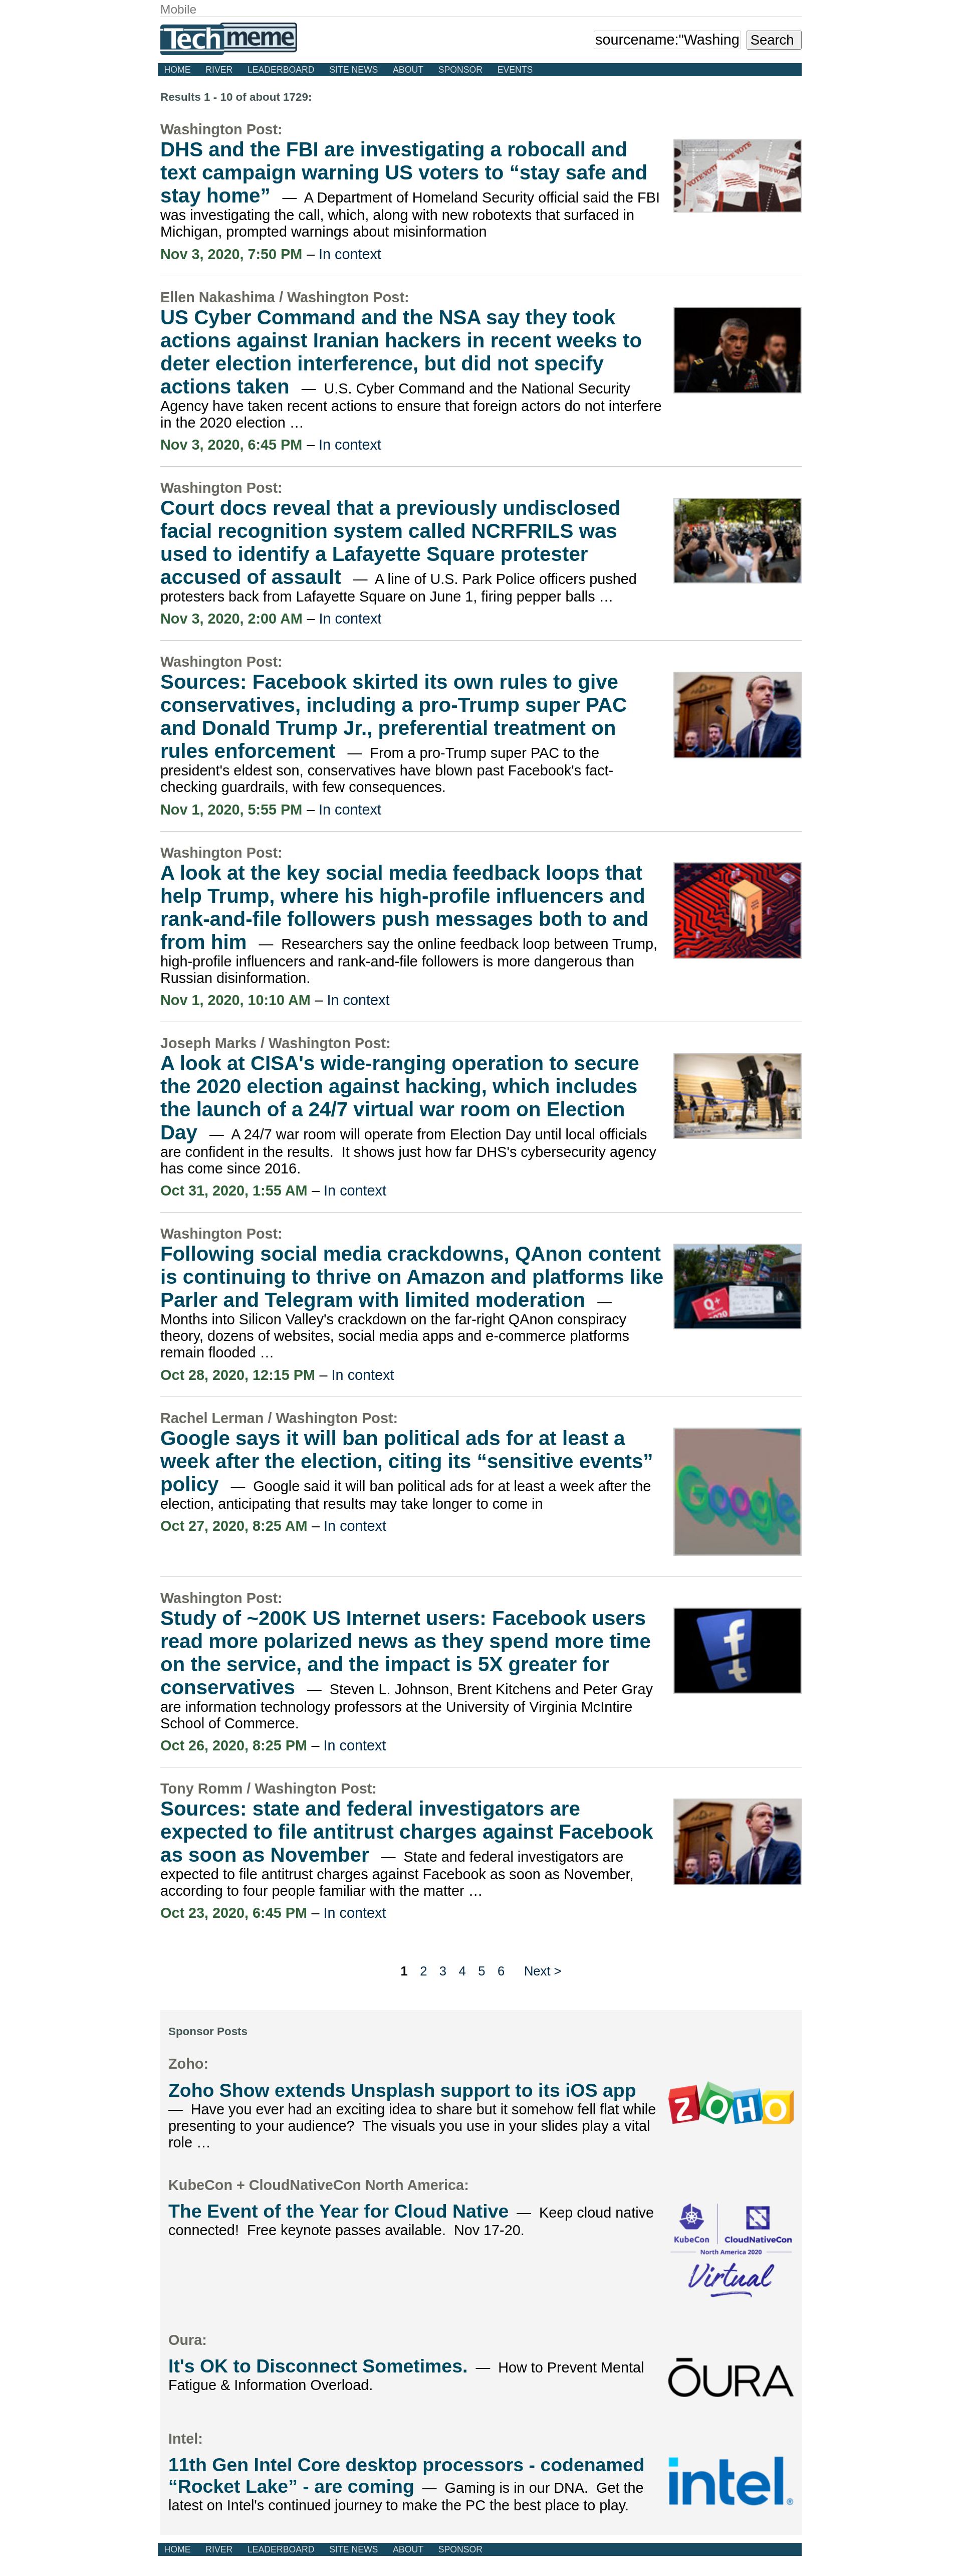 Mobile
Techmeme
sourcename:"Washing
Search
HOME RIVER LEADERBOARD SITE NEWS ABOUT SPONSOR EVENTS
Results 1 - 10 of about 1729:
Washington Post:
DHS and the FBI are investigating a robocall and
text campaign warning US voters to “stay safe and
stay home” — A Department of Homeland Security official said the FBI
was investigating the call, which, along with new robotexts that surfaced in
Michigan, prompted warnings about misinformation
Nov 3, 2020, 7:50 PM – In context
Ellen Nakashima / Washington Post:
US Cyber Command and the NSA say they took
actions against Iranian hackers in recent weeks to
deter election interference, but did not specify
actions taken — U.S. Cyber Command and the National Security
Agency have taken recent actions to ensure that foreign actors do not interfere
in the 2020 election …
Nov 3, 2020, 6:45 PM – In context
Washington Post:
Court docs reveal that a previously undisclosed
facial recognition system called NCRFRILS was
used to identify a Lafayette Square protester
accused of assault — A line of U.S. Park Police officers pushed
protesters back from Lafayette Square on June 1, firing pepper balls …
Nov 3, 2020, 2:00 AM – In context
Washington Post:
Sources: Facebook skirted its own rules to give
conservatives, including a pro-Trump super PAC
and Donald Trump Jr., preferential treatment on
rules enforcement — From a pro-Trump super PAC to the
president's eldest son, conservatives have blown past Facebook's fact-
checking guardrails, with few consequences.
Nov 1, 2020, 5:55 PM – In context
Washington Post:
A look at the key social media feedback loops that
help Trump, where his high-profile influencers and
rank-and-file followers push messages both to and
from him — Researchers say the online feedback loop between Trump,
high-profile influencers and rank-and-file followers is more dangerous than
Russian disinformation.
Nov 1, 2020, 10:10 AM – In context
Joseph Marks / Washington Post:
A look at CISA's wide-ranging operation to secure
the 2020 election against hacking, which includes
the launch of a 24/7 virtual war room on Election
Day — A 24/7 war room will operate from Election Day until local officials
are confident in the results. It shows just how far DHS's cybersecurity agency
has come since 2016.
Oct 31, 2020, 1:55 AM – In context
Washington Post:
Following social media crackdowns, QAnon content
is continuing to thrive on Amazon and platforms like
Parler and Telegram with limited moderation —
Months into Silicon Valley's crackdown on the far-right QAnon conspiracy
theory, dozens of websites, social media apps and e-commerce platforms
remain flooded …
Oct 28, 2020, 12:15 PM – In context
Rachel Lerman / Washington Post:
Google says it will ban political ads for at least a
week after the election, citing its “sensitive events”
policy — Google said it will ban political ads for at least a week after the
election, anticipating that results may take longer to come in
Oct 27, 2020, 8:25 AM – In context
Google
Washington Post:
Study of ~200K US Internet users: Facebook users
read more polarized news as they spend more time
on the service, and the impact is 5X greater for
conservatives — Steven L. Johnson, Brent Kitchens and Peter Gray
are information technology professors at the University of Virginia McIntire
School of Commerce.
Oct 26, 2020, 8:25 PM – In context
Tony Romm / Washington Post:
Sources: state and federal investigators are
expected to file antitrust charges against Facebook
as soon as November — State and federal investigators are
expected to file antitrust charges against Facebook as soon as November,
according to four people familiar with the matter …
Oct 23, 2020, 6:45 PM – In context
1 2 3 4 5 6 Next >
Sponsor Posts
Zoho:
Zoho Show extends Unsplash support to its iOS app
— Have you ever had an exciting idea to share but it somehow fell flat while
presenting to your audience? The visuals you use in your slides play a vital
role …
ZOHO
KubeCon + CloudNativeCon North America:
The Event of the Year for Cloud Native — Keep cloud native
connected! Free keynote passes available. Nov 17-20.
KubeCon CloudNativeCon
North America 2020
Virtual
Oura:
It's OK to Disconnect Sometimes. — How to Prevent Mental
Fatigue & Information Overload.
ŌURA
Intel:
11th Gen Intel Core desktop processors - codenamed
“Rocket Lake” - are coming — Gaming is in our DNA. Get the
latest on Intel's continued journey to make the PC the best place to play.
intel®
HOME RIVER LEADERBOARD SITE NEWS ABOUT SPONSOR